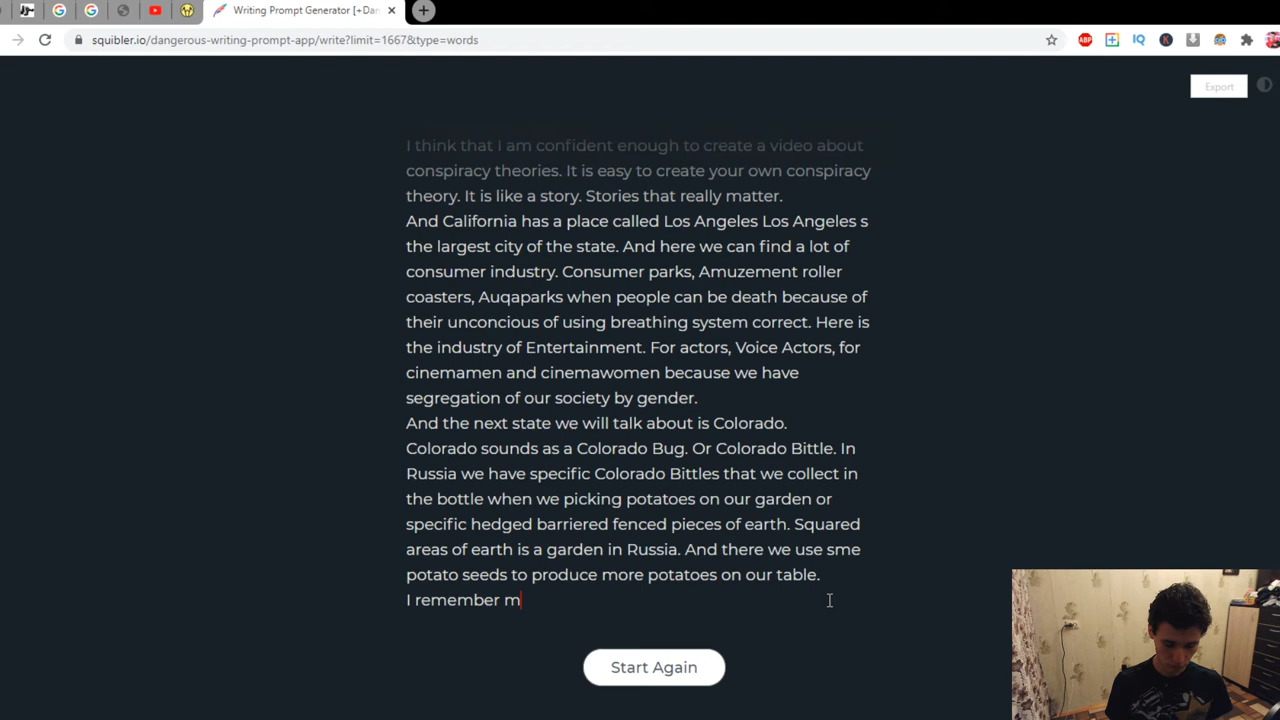 Writing Prompt Generator [+Dan
squibler.io/dangerous-writing-prompt-app/write?limit=1667&type=words
ABP
IQ
K
Export
I think that I am confident enough to create a video about
conspiracy theories. It is easy to create your own conspiracy
theory. It is like a story. Stories that really matter.
And California has a place called Los Angeles Los Angeles s
the largest city of the state. And here we can find a lot of
consumer industry. Consumer parks, Amuzement roller
coasters, Auqaparks when people can be death because of
their unconcious of using breathing system correct. Here is
the industry of Entertainment. For actors, Voice Actors, for
cinemamen and cinemawomen because we have
segregation of our society by gender.
And the next state we will talk about is Colorado.
Colorado sounds as a Colorado Bug. Or Colorado Bittle. In
Russia we have specific Colorado Bittles that we collect in
the bottle when we picking potatoes on our garden or
specific hedged barriered fenced pieces of earth. Squared
areas of earth is a garden in Russia. And there we use sme
potato seeds to produce more potatoes on our table.
I remember m
Start Again